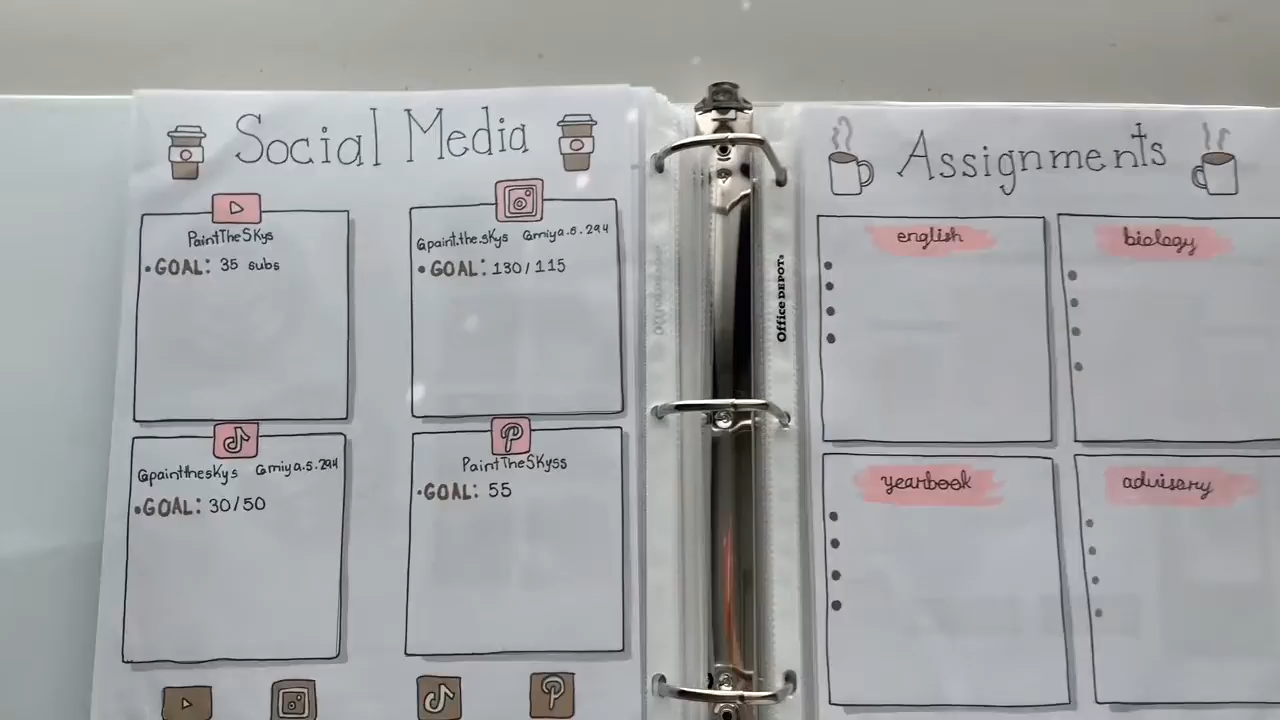 Social Media
PaintTheSkys
• GOAL: 35 subs
@paint.the.skys @miya.s.294
• GOAL: 130/115
@painttheskys @miya.s.294
• GOAL: 30/50
PaintTheSkyss
• GOAL: 55
Office DEPOT®
Assignments
english
biology
yearbook
advisory